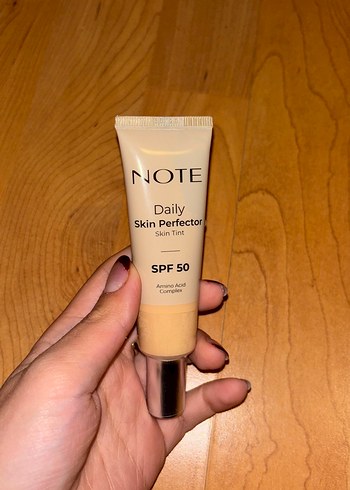 NOTE
Daily
Skin Perfector
Skin Tint
SPF 50
Amino Acid
Complex